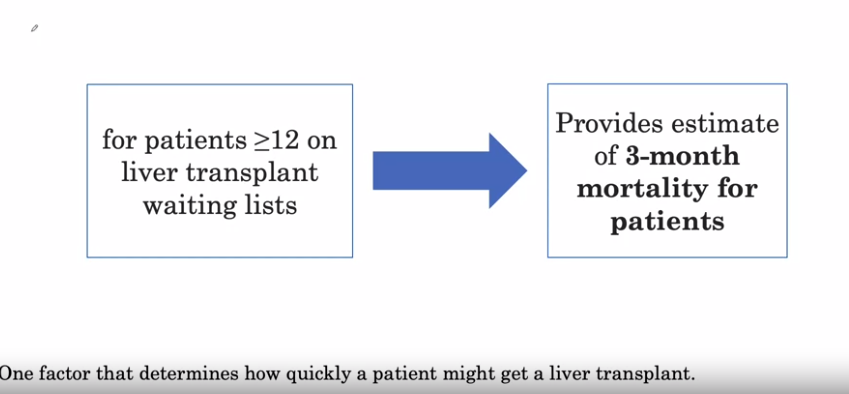 for patients ≥12 on
liver transplant
waiting lists
Provides estimate
of 3-month
mortality for
patients
One factor that determines how quickly a patient might get a liver transplant.